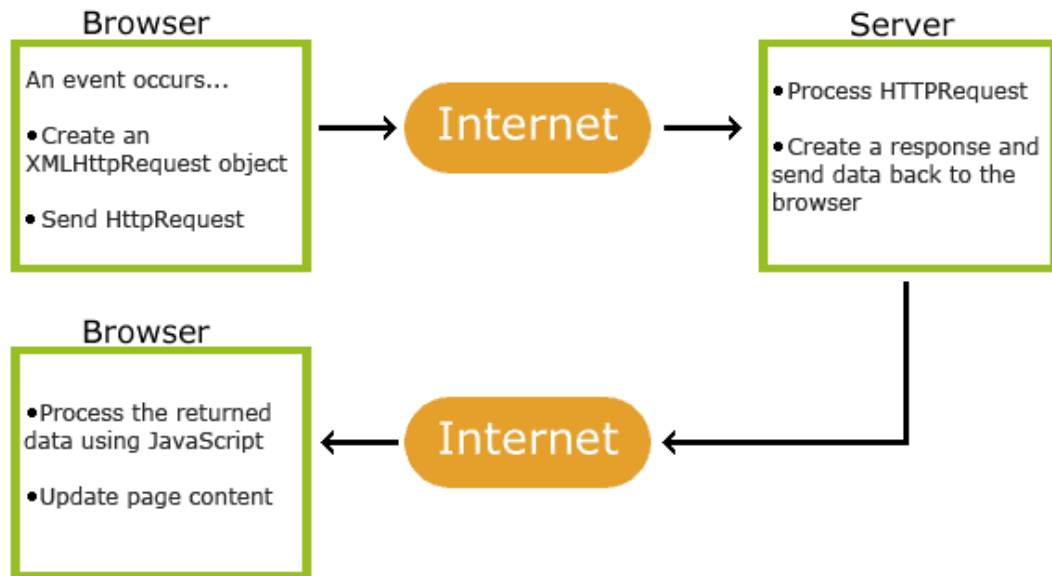 Browser
An event occurs...
•Create an
XMLHttpRequest object
•Send HttpRequest
Internet
Server
•Process HTTPRequest
•Create a response and
send data back to the
browser
Browser
•Process the returned
data using JavaScript
•Update page content
Internet